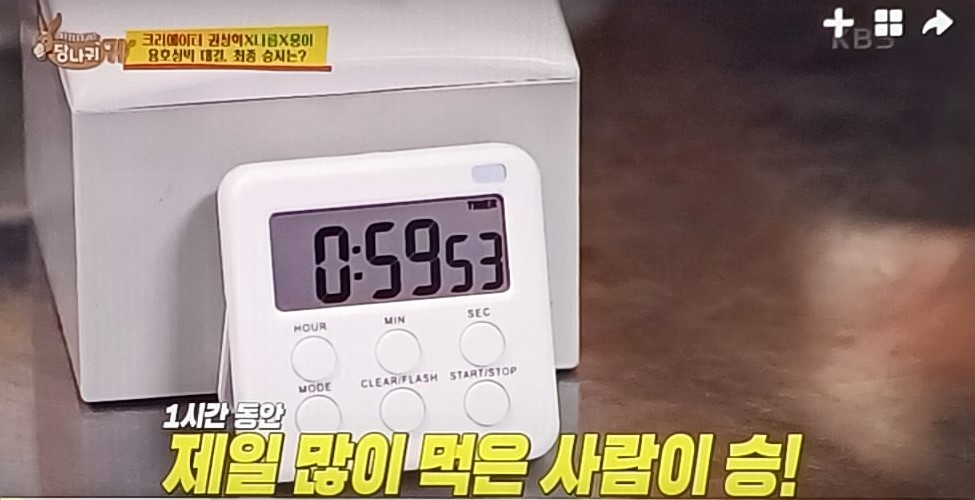 당나귀 귀
크리에이터 권상혁X나름X웅이
용호상박 대결, 최종 승자는?
KBS
TIMER
0:59 53
HOUR MIN SEC
MODE CLEAR/FLASH START/STOP
1시간 동안
제일 많이 먹은 사람이 승!